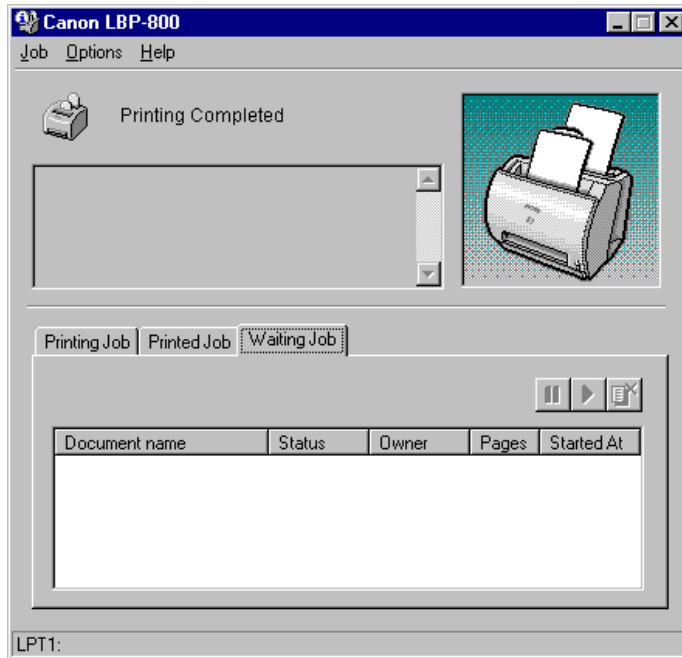 Canon LBP-800
Job Options Help
Printing Completed
Printing Job Printed Job Waiting Job
Document name Status Owner Pages Started At
LPT1: